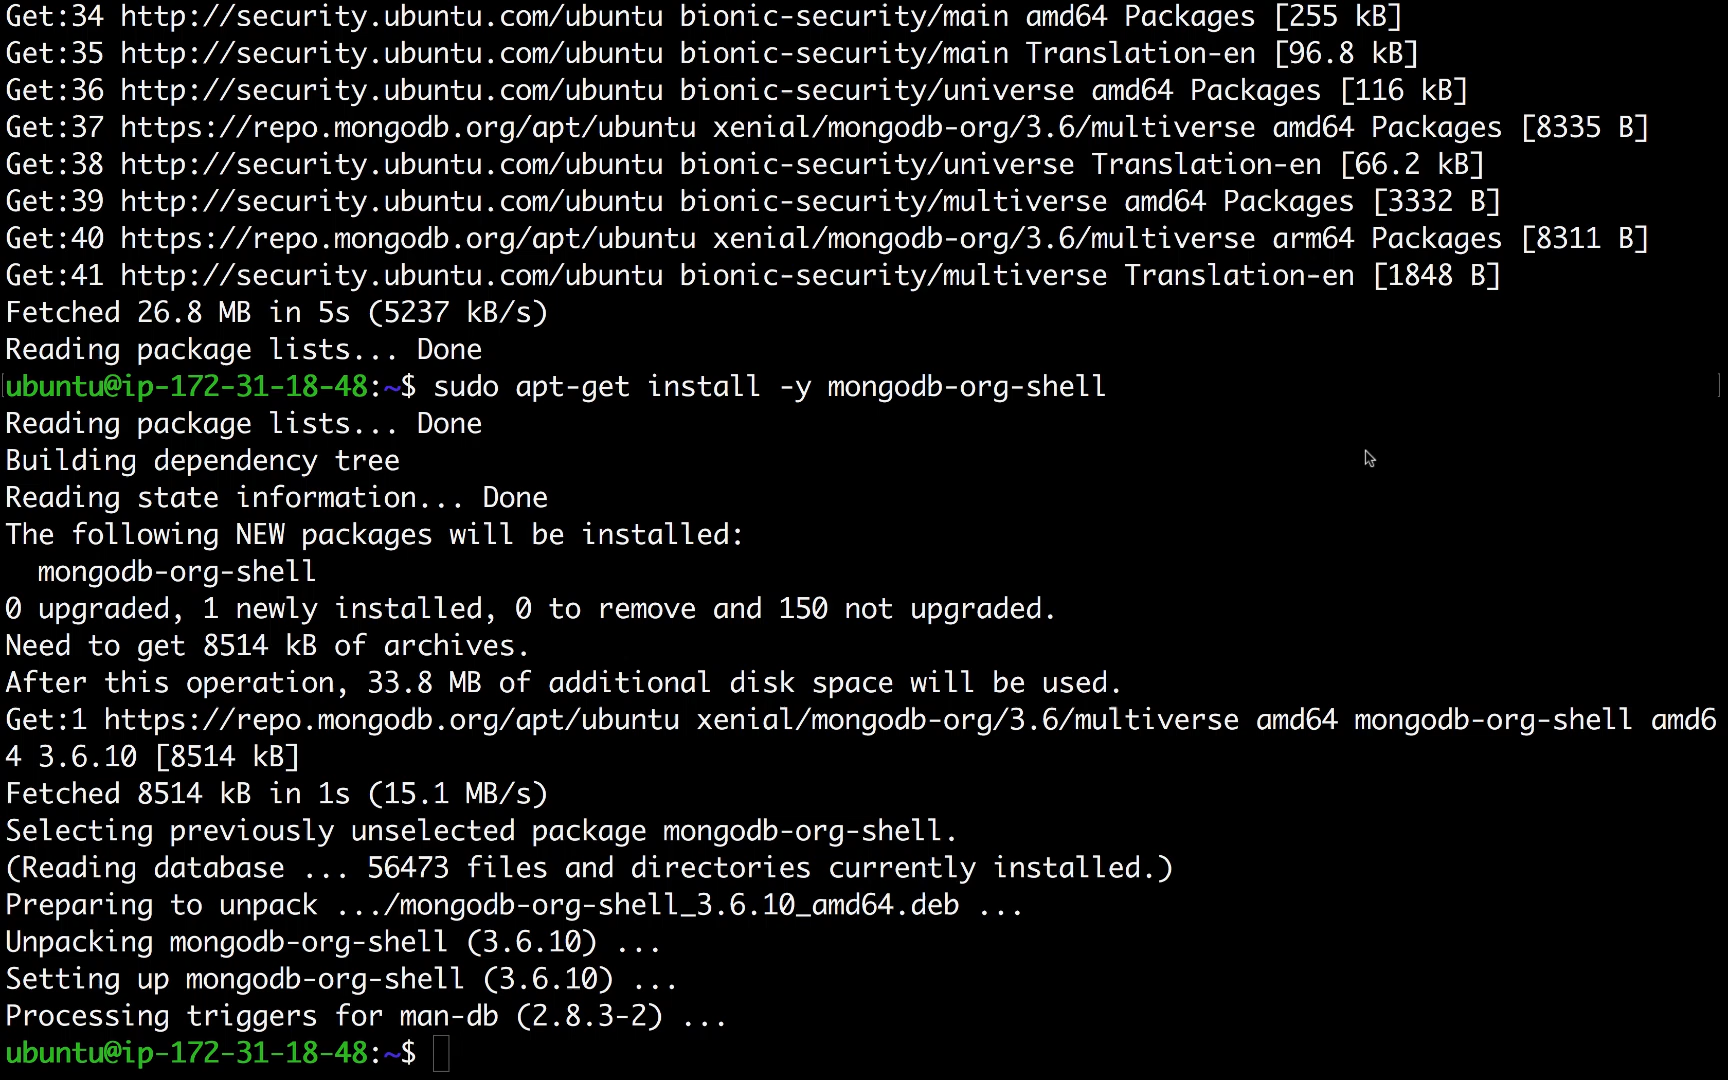 Get:34 http://security.ubuntu.com/ubuntu bionic-security/main amd64 Packages [255 kB]
Get:35 http://security.ubuntu.com/ubuntu bionic-security/main Translation-en [96.8 kB]
Get:36 http://security.ubuntu.com/ubuntu bionic-security/universe amd64 Packages [116 kB]
Get:37 https://repo.mongodb.org/apt/ubuntu xenial/mongodb-org/3.6/multiverse amd64 Packages [8335 B]
Get:38 http://security.ubuntu.com/ubuntu bionic-security/universe Translation-en [66.2 kB]
Get:39 http://security.ubuntu.com/ubuntu bionic-security/multiverse amd64 Packages [3332 B]
Get:40 https://repo.mongodb.org/apt/ubuntu xenial/mongodb-org/3.6/multiverse arm64 Packages [8311 B]
Get:41 http://security.ubuntu.com/ubuntu bionic-security/multiverse Translation-en [1848 B]
Fetched 26.8 MB in 5s (5237 kB/s)
Reading package lists... Done
ubuntu@ip-172-31-18-48:~$ sudo apt-get install -y mongodb-org-shell
Reading package lists... Done
Building dependency tree
Reading state information... Done
The following NEW packages will be installed:
  mongodb-org-shell
0 upgraded, 1 newly installed, 0 to remove and 150 not upgraded.
Need to get 8514 kB of archives.
After this operation, 33.8 MB of additional disk space will be used.
Get:1 https://repo.mongodb.org/apt/ubuntu xenial/mongodb-org/3.6/multiverse amd64 mongodb-org-shell amd6
4 3.6.10 [8514 kB]
Fetched 8514 kB in 1s (15.1 MB/s)
Selecting previously unselected package mongodb-org-shell.
(Reading database ... 56473 files and directories currently installed.)
Preparing to unpack .../mongodb-org-shell_3.6.10_amd64.deb ...
Unpacking mongodb-org-shell (3.6.10) ...
Setting up mongodb-org-shell (3.6.10) ...
Processing triggers for man-db (2.8.3-2) ...
ubuntu@ip-172-31-18-48:~$